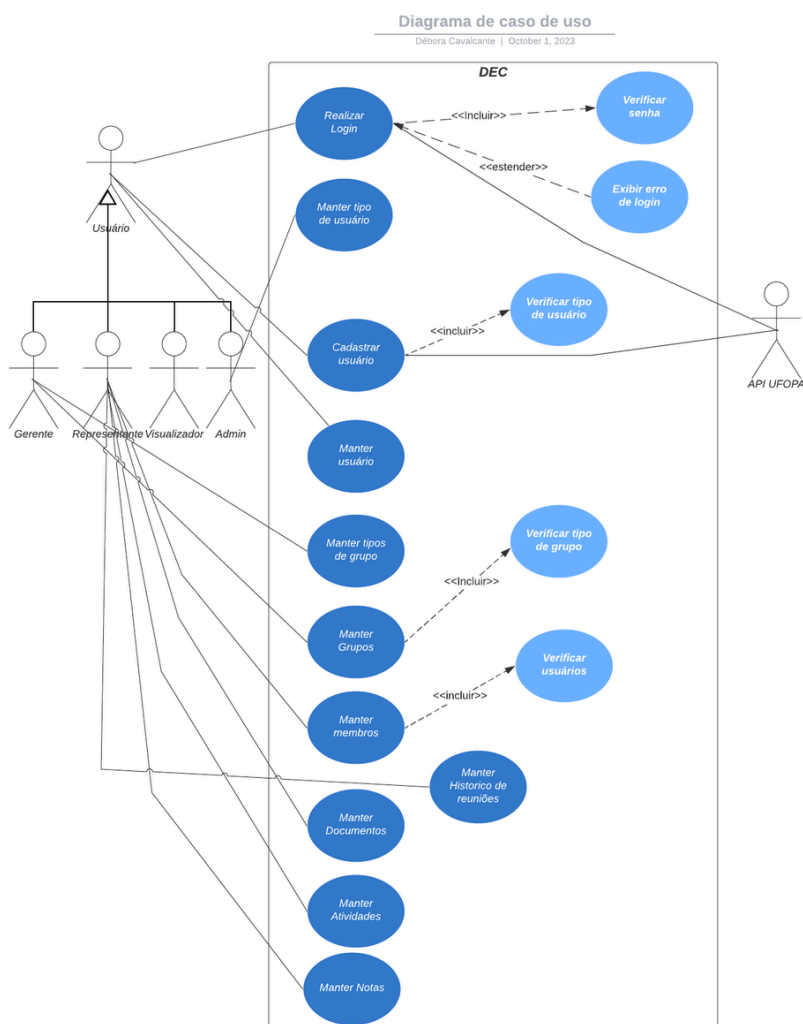 Diagrama de caso de uso
Débora Cavalcante | October 1, 2023
DEC
Realizar
Login
<<Incluir>>
Verificar
senha
<<estender>>
Exibir erro
de login
Usuário
Manter tipo
de usuário
Cadastrar
usuário
<<incluir>>
Verificar tipo
de usuário
API UFOPA
Gerente
Representente
Visualizador
Admin
Manter
usuário
Manter tipos
de grupo
Verificar tipo
de grupo
<<Incluir>>
Manter
Grupos
Verificar
usuários
<<incluir>>
Manter
membros
Manter
Historico de
reuniões
Manter
Documentos
Manter
Atividades
Manter Notas